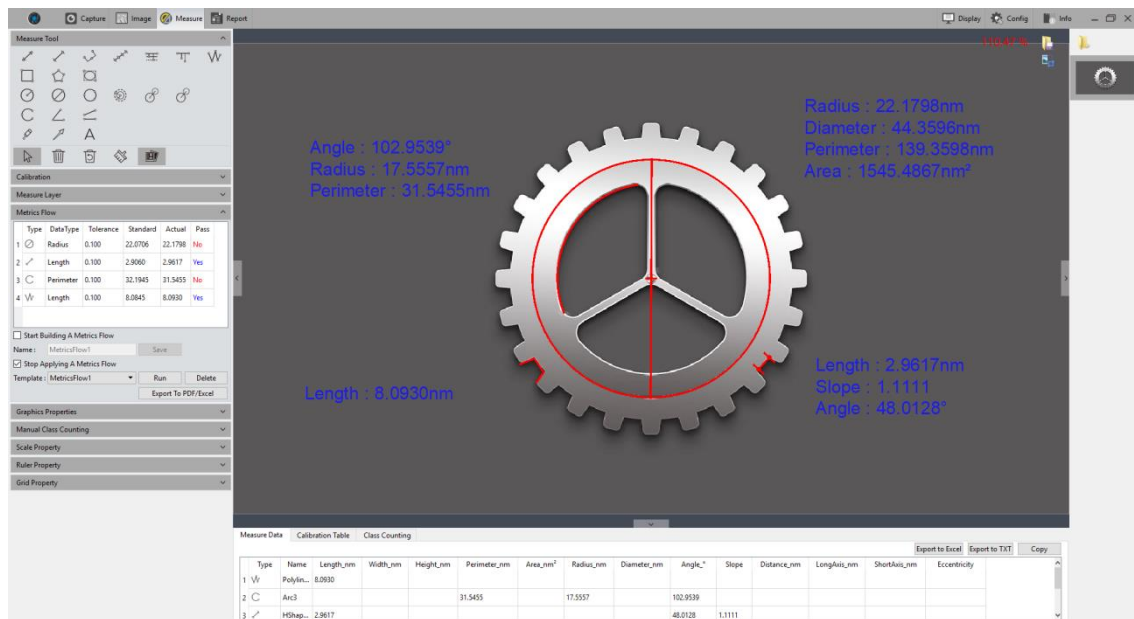 Capture Image Measure Report Display Config Info
Measure Tool
110.47 %
A
Calibration
Measure Layer
Metrics Flow
Type DataType Tolerance Standard Actual Pass
1 Radius 0.100 22.0706 22.1798 No
2 Length 0.100 2.9060 2.9617 Yes
3 Perimeter 0.100 32.1945 31.5455 No
4 Length 0.100 8.0845 8.0930 Yes
Start Building A Metrics Flow
Name : MetricsFlow1 Save
Stop Applying A Metrics Flow
Template : MetricsFlow1 Run Delete
Export To PDF/Excel
Graphics Properties
Manual Class Counting
Scale Property
Ruler Property
Grid Property
Angle : 102.9539°
Radius : 17.5557nm
Perimeter : 31.5455nm
Radius : 22.1798nm
Diameter : 44.3596nm
Perimeter : 139.3598nm
Area : 1545.4867nm²
Length : 8.0930nm
Length : 2.9617nm
Slope : 1.1111
Angle : 48.0128°
Measure Data Calibration Table Class Counting
Export to Excel Export to TXT Copy
Type Name Length_nm Width_nm Height_nm Perimeter_nm Area_nm² Radius_nm Diameter_nm Angle_° Slope Distance_nm LongAxis_nm ShortAxis_nm Eccentricity
1 Polylin... 8.0930
2 Arc3 31.5455 17.5557 102.9539
3 HShap... 2.9617 48.0128 1.1111